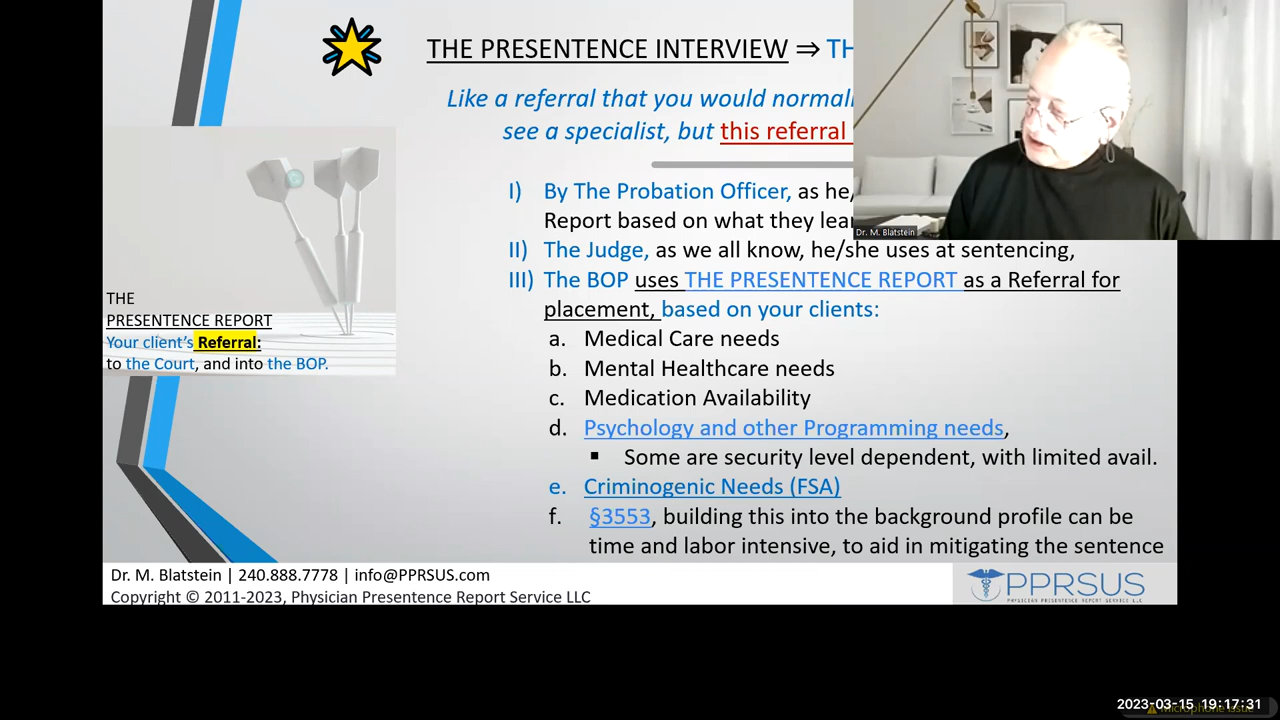 THE PRESENTENCE INTERVIEW ⇒ TH
Like a referral that you would normall
see a specialist, but this referral
I) By The Probation Officer, as he/
Report based on what they lear
Dr. M. Blatstein
II) The Judge, as we all know, he/she uses at sentencing,
III) The BOP uses THE PRESENTENCE REPORT as a Referral for
placement, based on your clients:
a. Medical Care needs
b. Mental Healthcare needs
c. Medication Availability
d. Psychology and other Programming needs,
▪ Some are security level dependent, with limited avail.
e. Criminogenic Needs (FSA)
f. §3553, building this into the background profile can be
time and labor intensive, to aid in mitigating the sentence
THE
PRESENTENCE REPORT
Your client's Referral:
to the Court, and into the BOP.
Dr. M. Blatstein | 240.888.7778 | info@PPRSUS.com
Copyright © 2011-2023, Physician Presentence Report Service LLC
PPRSUS
PHYSICIAN PRESENTENCE REPORT SERVICE LLC
2023-03-15 19:17:31